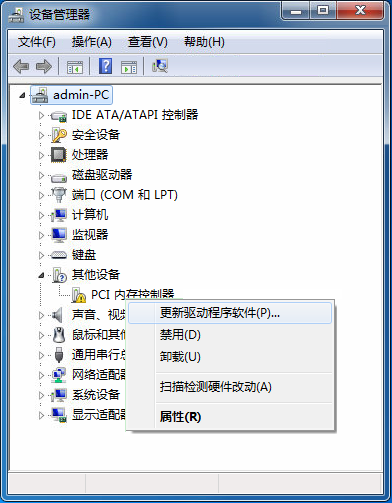 设备管理器
文件(F) 操作(A) 查看(V) 帮助(H)
admin-PC
IDE ATA/ATAPI 控制器
安全设备
处理器
磁盘驱动器
端口 (COM 和 LPT)
计算机
监视器
键盘
其他设备
PCI 内存控制器
声音、视频
鼠标和其他
通用串行总
网络适配器
系统设备
显示适配器
更新驱动程序软件(P)...
禁用(D)
卸载(U)
扫描检测硬件改动(A)
属性(R)